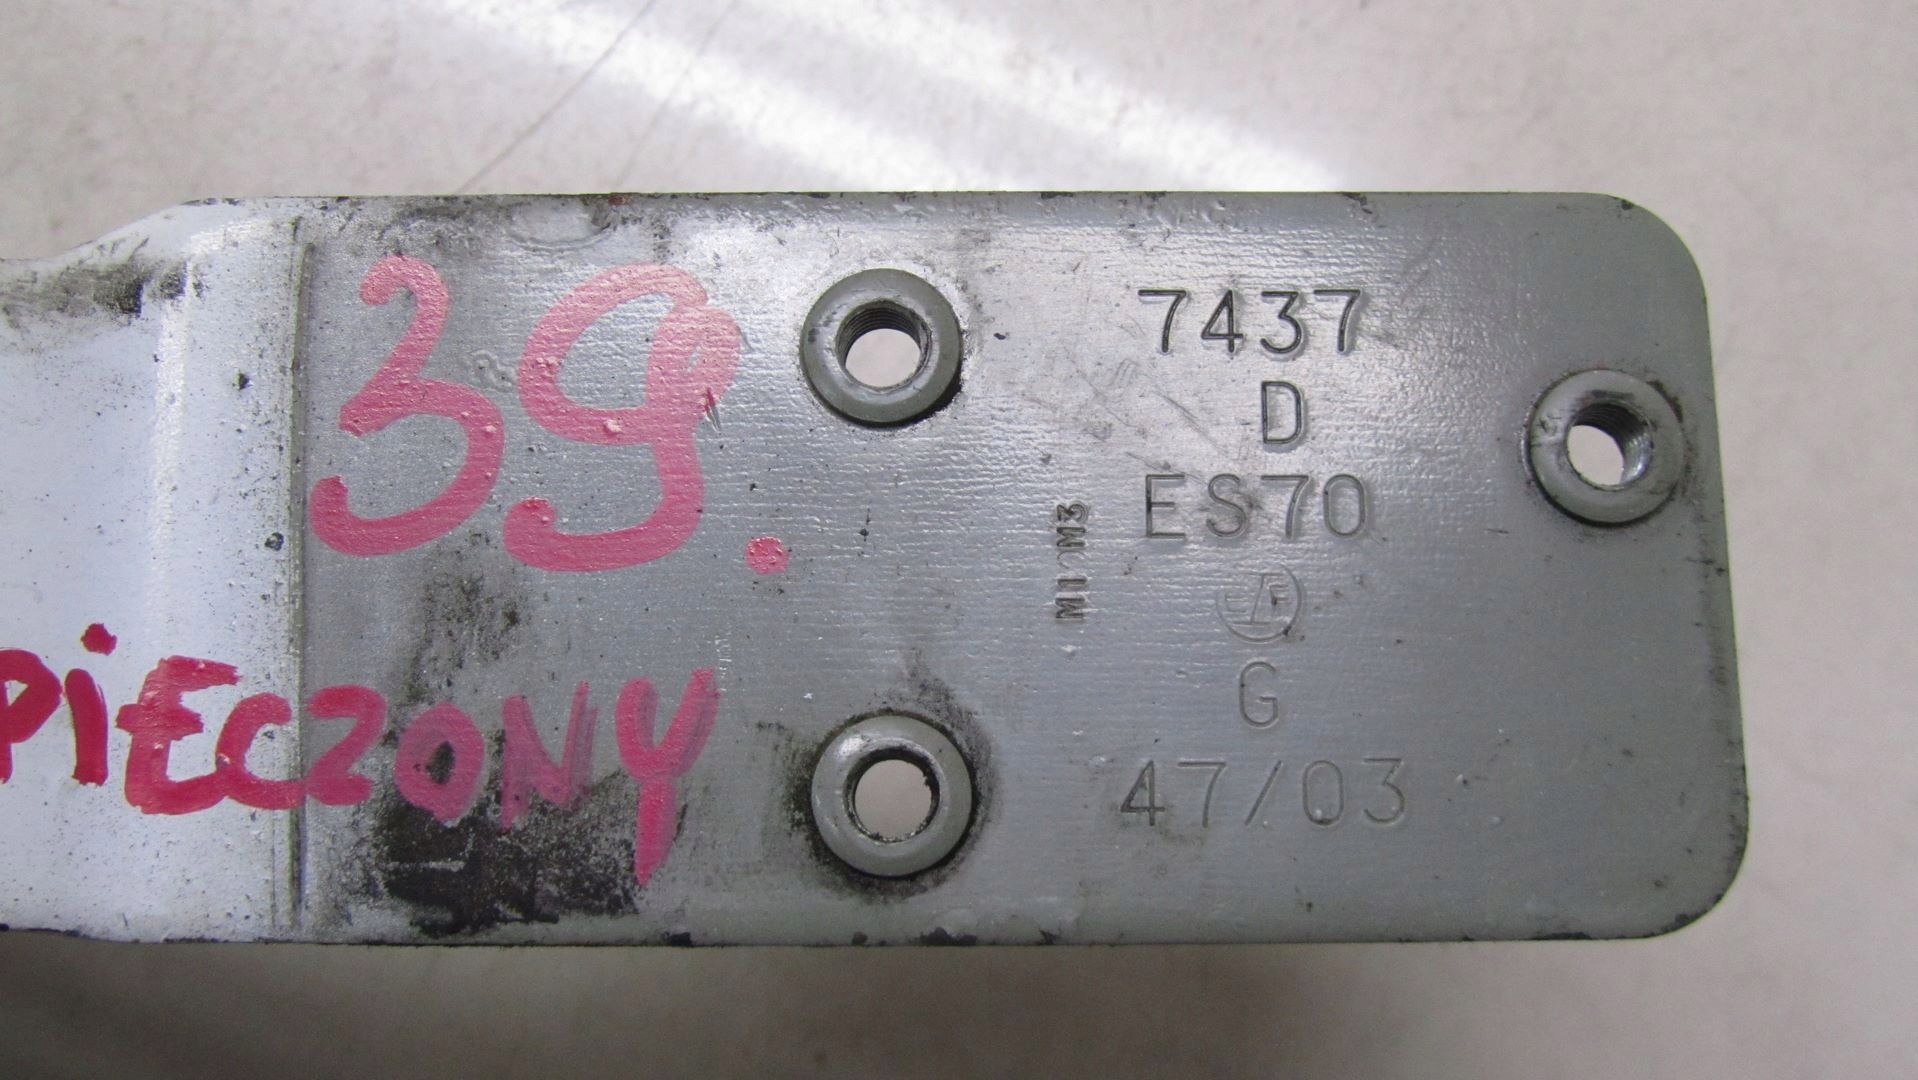 39.
PiECZONY
7437
D
ES70
M1 M3
G
47/03